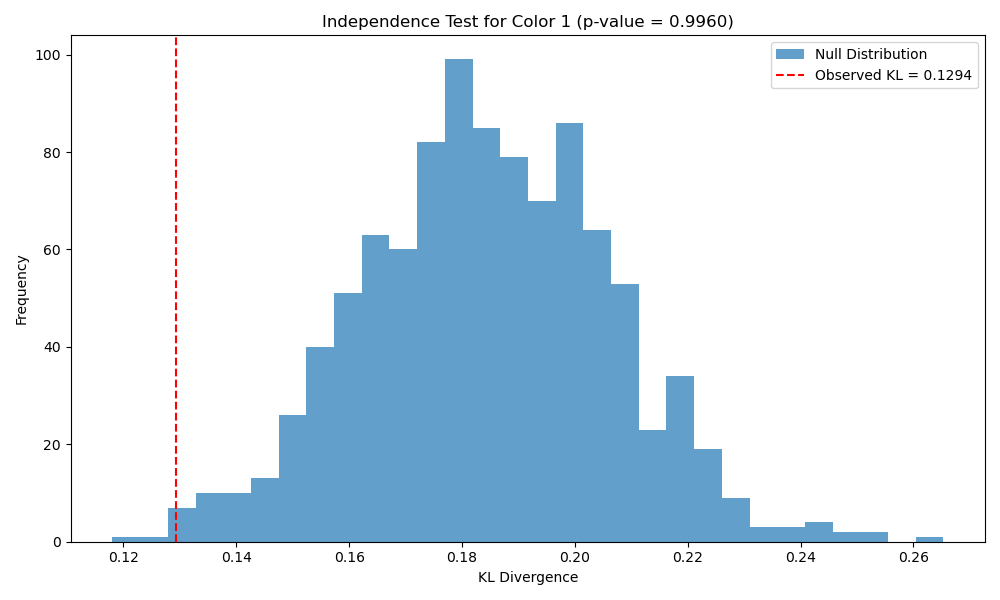 Independence Test for Color 1 (p-value = 0.9960)
Null Distribution
Observed KL = 0.1294
Frequency
100
80
60
40
20
0
0.12 0.14 0.16 0.18 0.20 0.22 0.24 0.26
KL Divergence